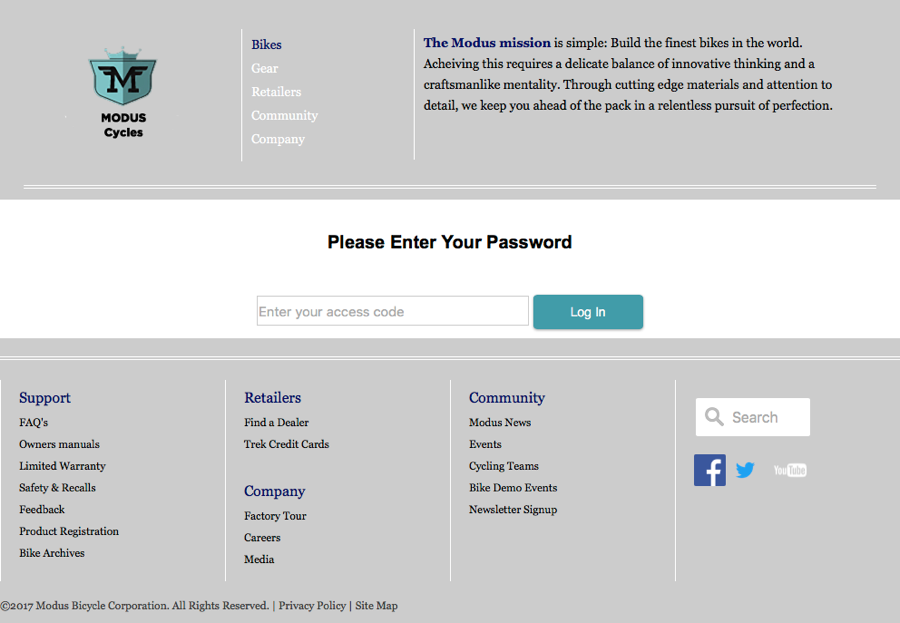 M
MODUS
Cycles
Bikes
Gear
Retailers
Community
Company
The Modus mission is simple: Build the finest bikes in the world.
Acheiving this requires a delicate balance of innovative thinking and a
craftsmanlike mentality. Through cutting edge materials and attention to
detail, we keep you ahead of the pack in a relentless pursuit of perfection.
Please Enter Your Password
Enter your access code
Log In
Support
FAQ's
Owners manuals
Limited Warranty
Safety & Recalls
Feedback
Product Registration
Bike Archives
Retailers
Find a Dealer
Trek Credit Cards
Company
Factory Tour
Careers
Media
Community
Modus News
Events
Cycling Teams
Bike Demo Events
Newsletter Signup
Search
f
YouTube
©2017 Modus Bicycle Corporation. All Rights Reserved. | Privacy Policy | Site Map